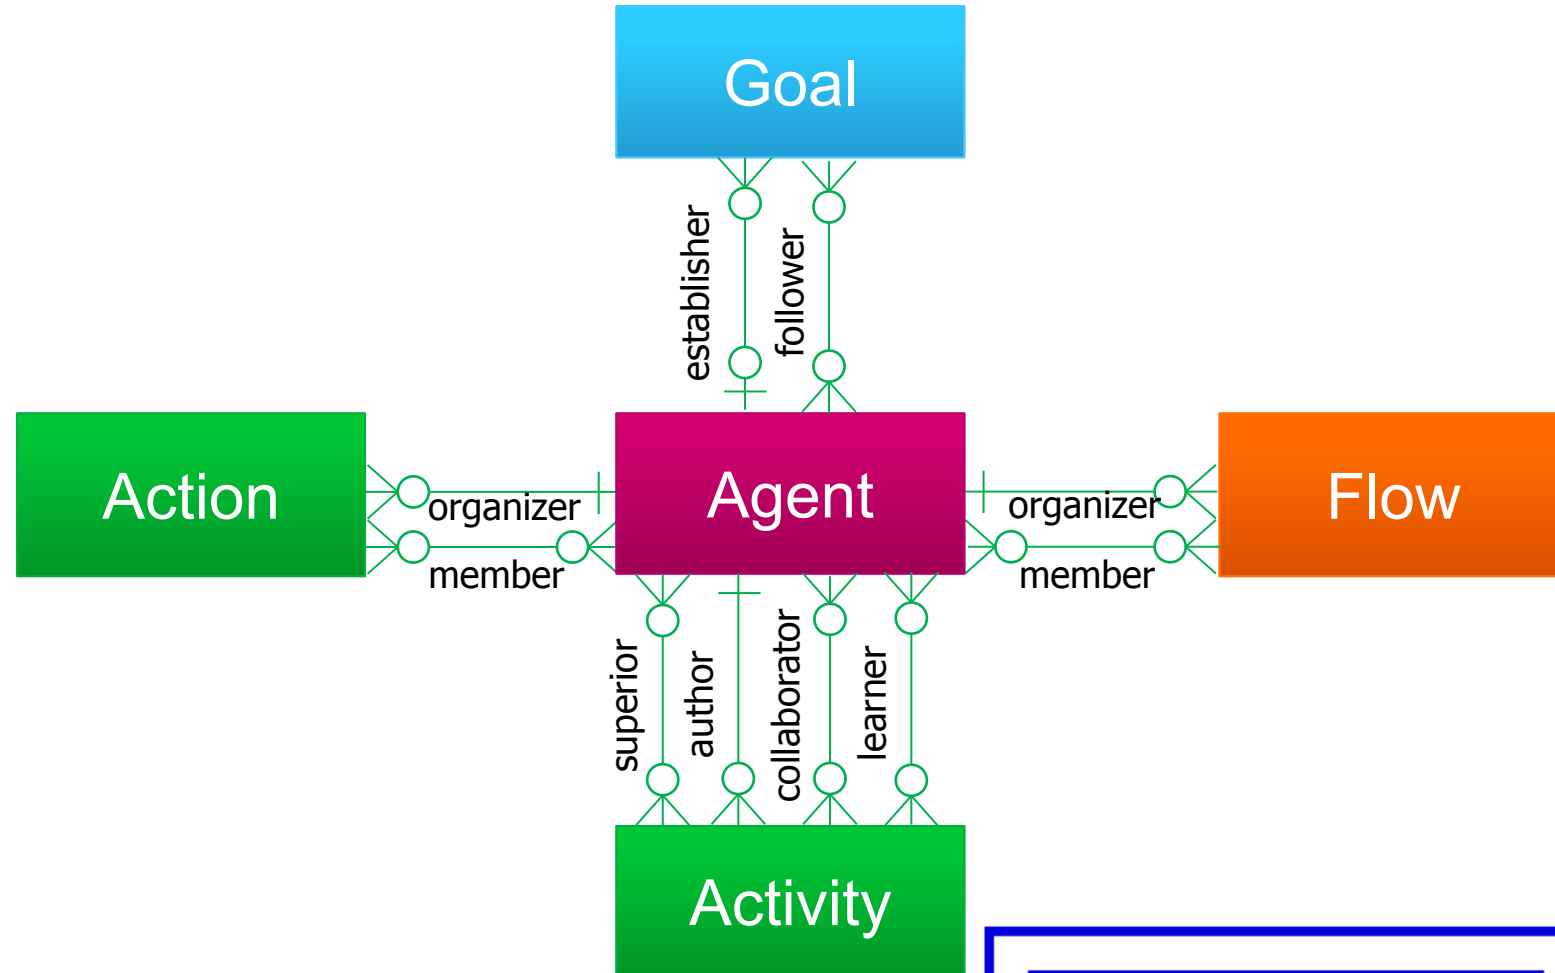 Goal
establisher
follower
Action
organizer
member
Agent
organizer
member
Flow
superior
author
collaborator
learner
Activity